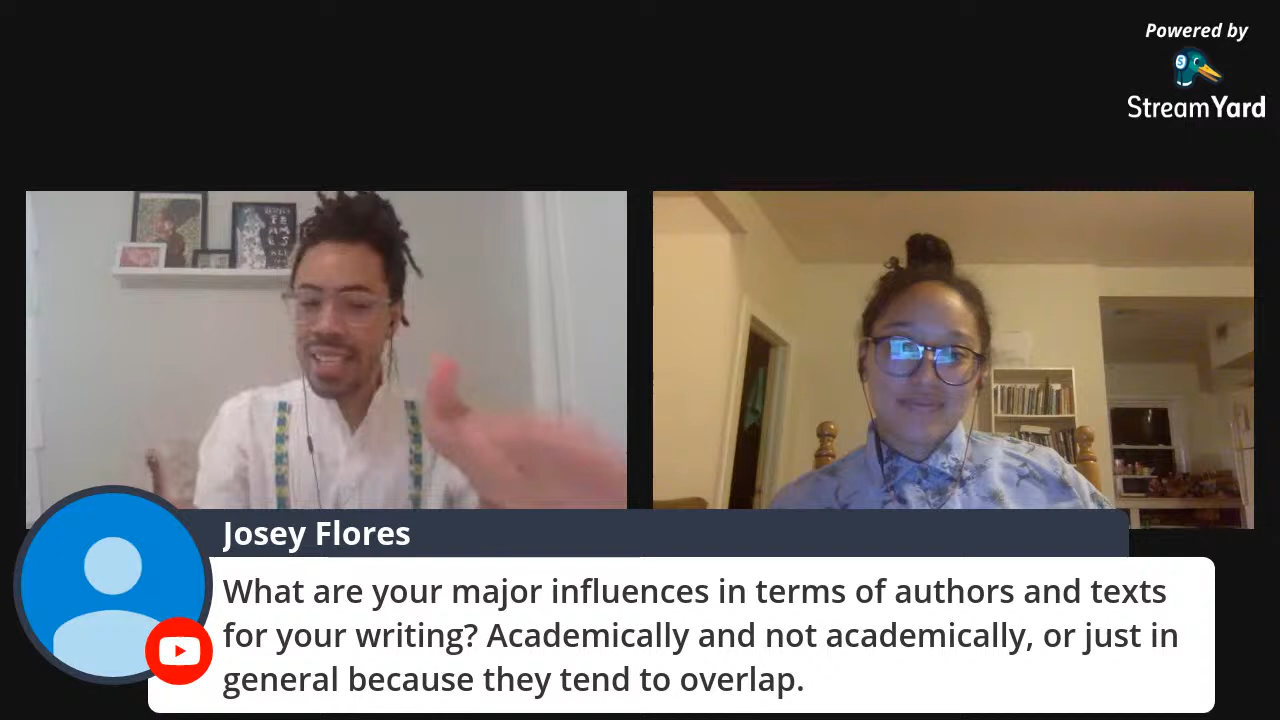 Powered by
StreamYard
Josey Flores
What are your major influences in terms of authors and texts
for your writing? Academically and not academically, or just in
general because they tend to overlap.